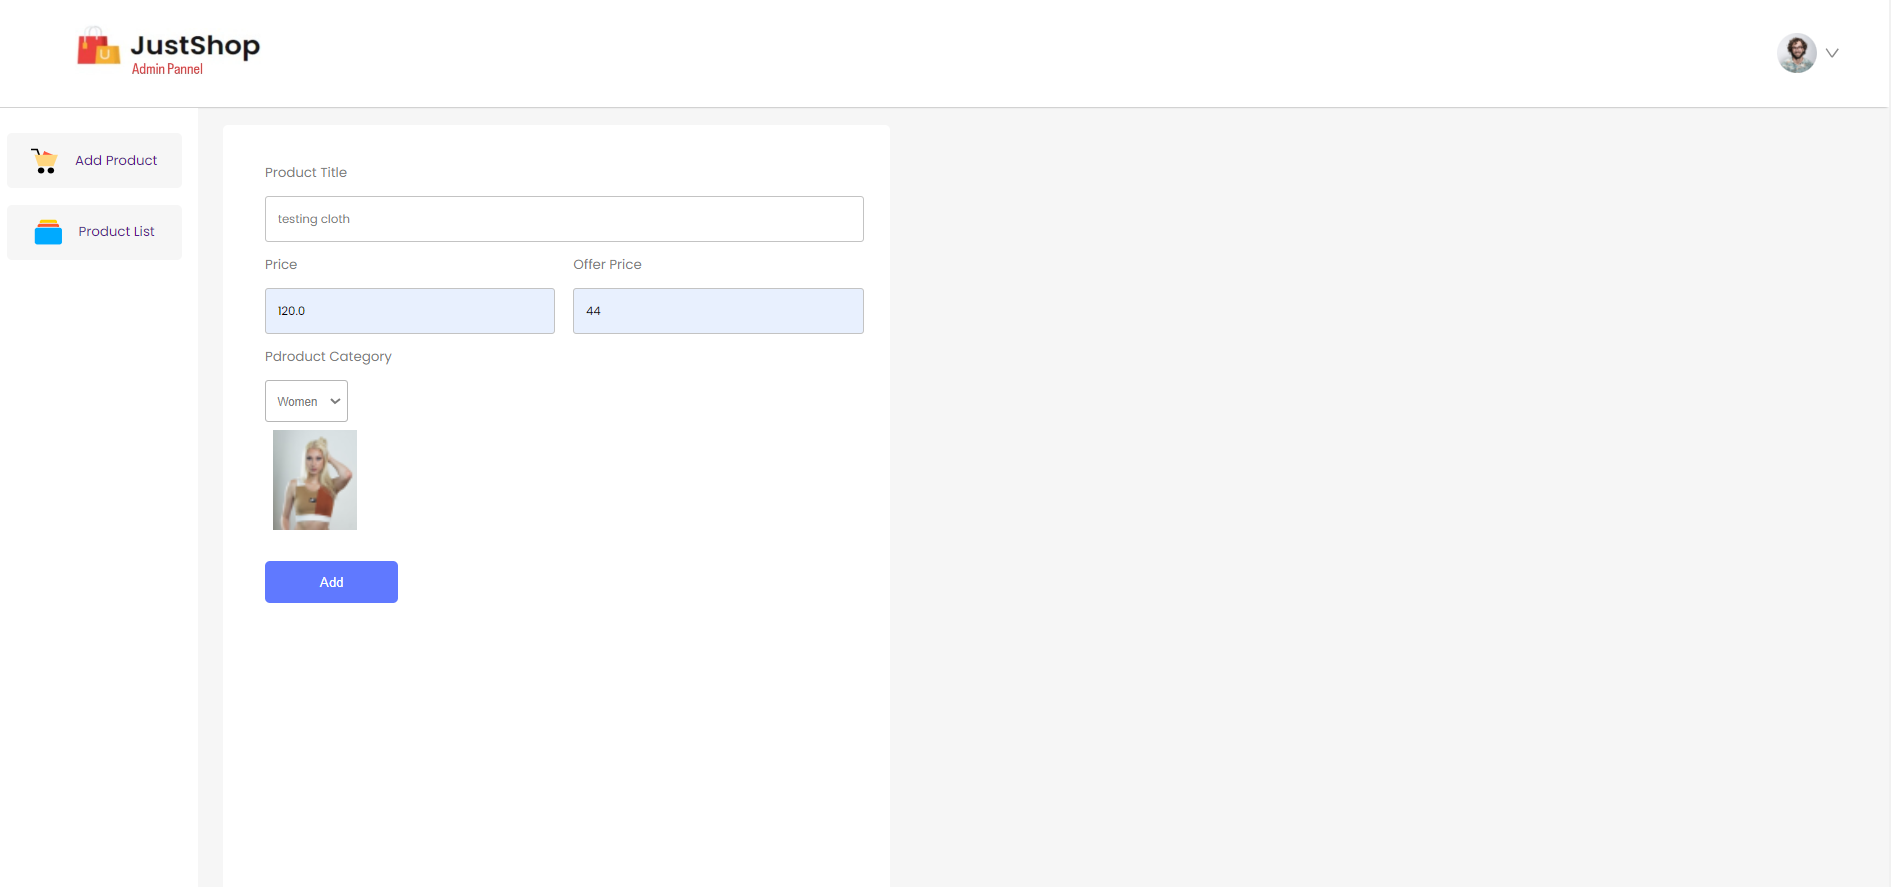 JustShop
Admin Pannel
Add Product
Product List
Product Title
testing cloth
Price
Offer Price
120.0
44
Pdroduct Category
Women
Add